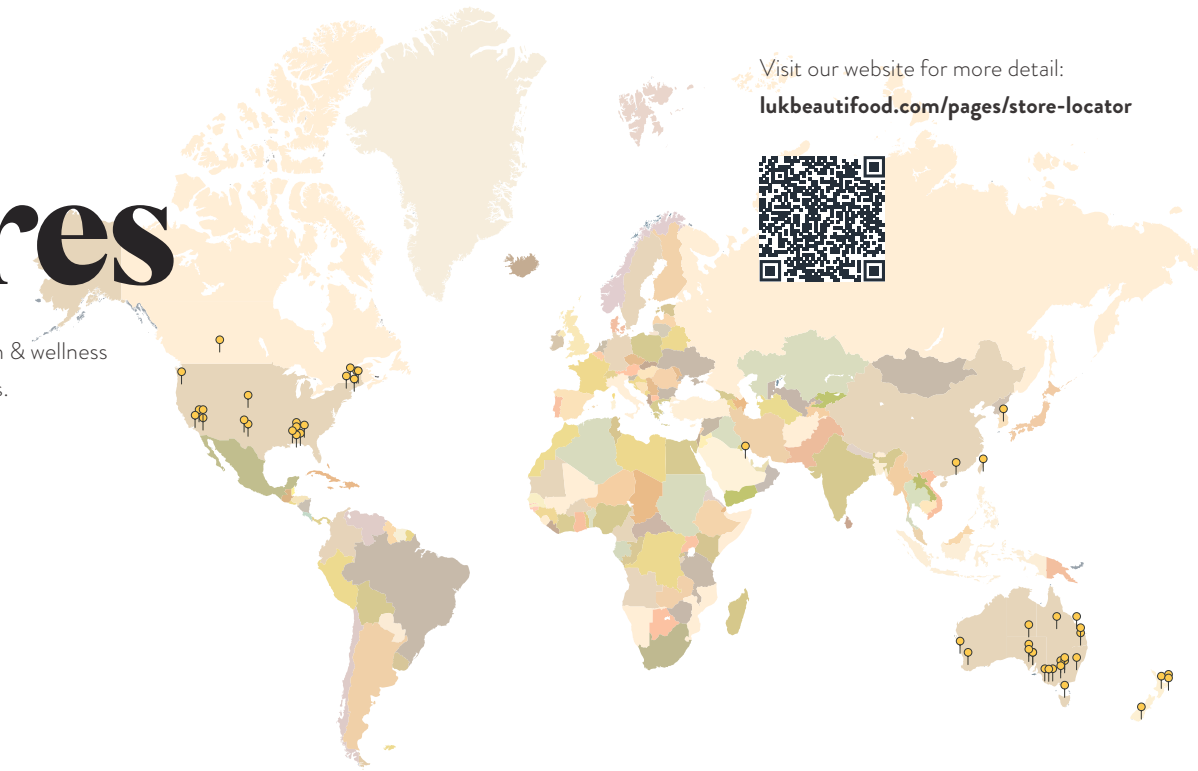 Visit our website for more detail:
lukbeautifood.com/pages/store-locator
res
& wellness
s.